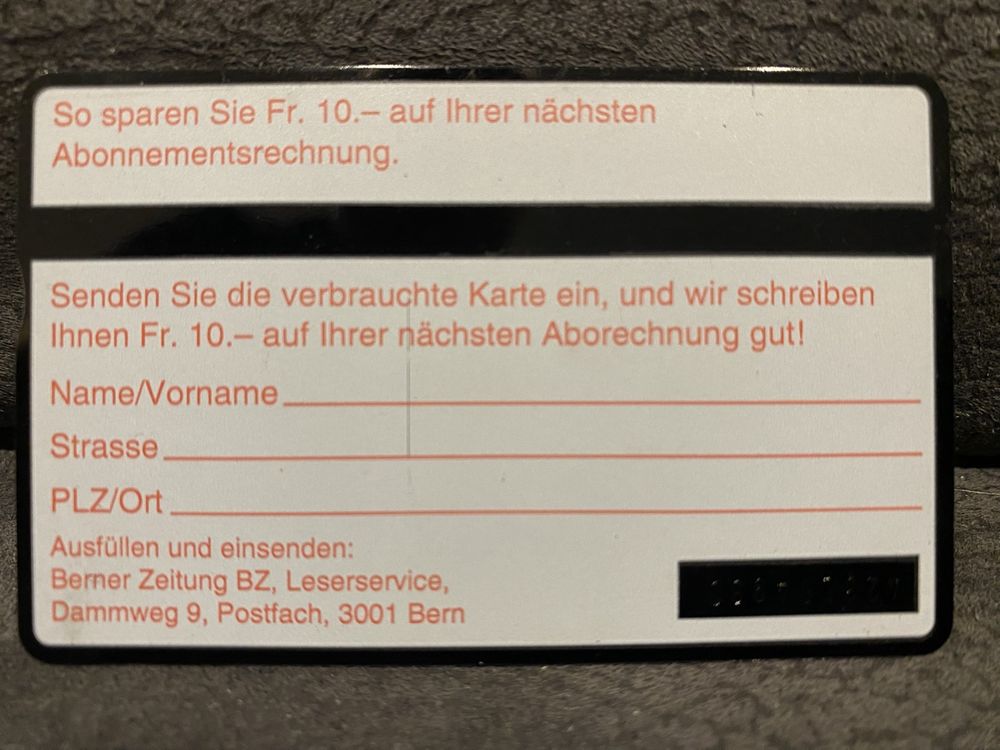 So sparen Sie Fr. 10.– auf Ihrer nächsten
Abonnementsrechnung.
Senden Sie die verbrauchte Karte ein, und wir schreiben
Ihnen Fr. 10.– auf Ihrer nächsten Aborechnung gut!
Name/Vorname
Strasse
PLZ/Ort
Ausfüllen und einsenden:
Berner Zeitung BZ, Leserservice,
Dammweg 9, Postfach, 3001 Bern